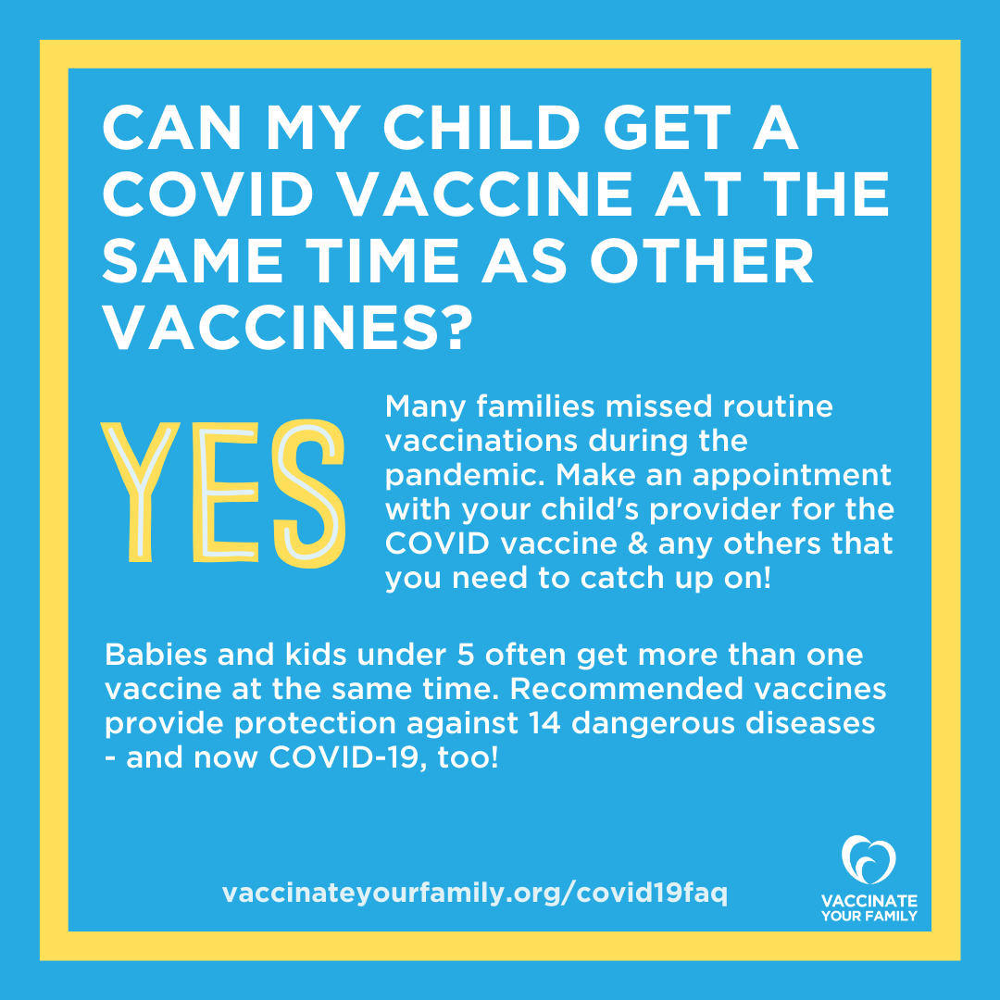 CAN MY CHILD GET A
COVID VACCINE AT THE
SAME TIME AS OTHER
VACCINES?
YES
Many families missed routine
vaccinations during the
pandemic. Make an appointment
with your child's provider for the
COVID vaccine & any others that
you need to catch up on!
Babies and kids under 5 often get more than one
vaccine at the same time. Recommended vaccines
provide protection against 14 dangerous diseases
- and now COVID-19, too!
vaccinateyourfamily.org/covid19faq
VACCINATE
YOUR FAMILY